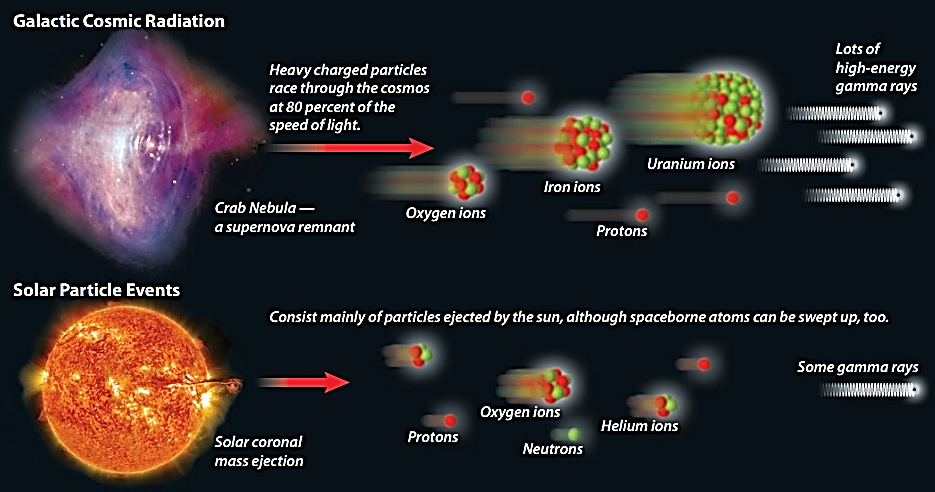 Galactic Cosmic Radiation
Heavy charged particles
race through the cosmos
at 80 percent of the
speed of light.
Lots of
high-energy
gamma rays
Uranium ions
Iron ions
Oxygen ions
Protons
Crab Nebula —
a supernova remnant
Solar Particle Events
Consist mainly of particles ejected by the sun, although spaceborne atoms can be swept up, too.
Some gamma rays
Oxygen ions
Helium ions
Protons
Neutrons
Solar coronal
mass ejection